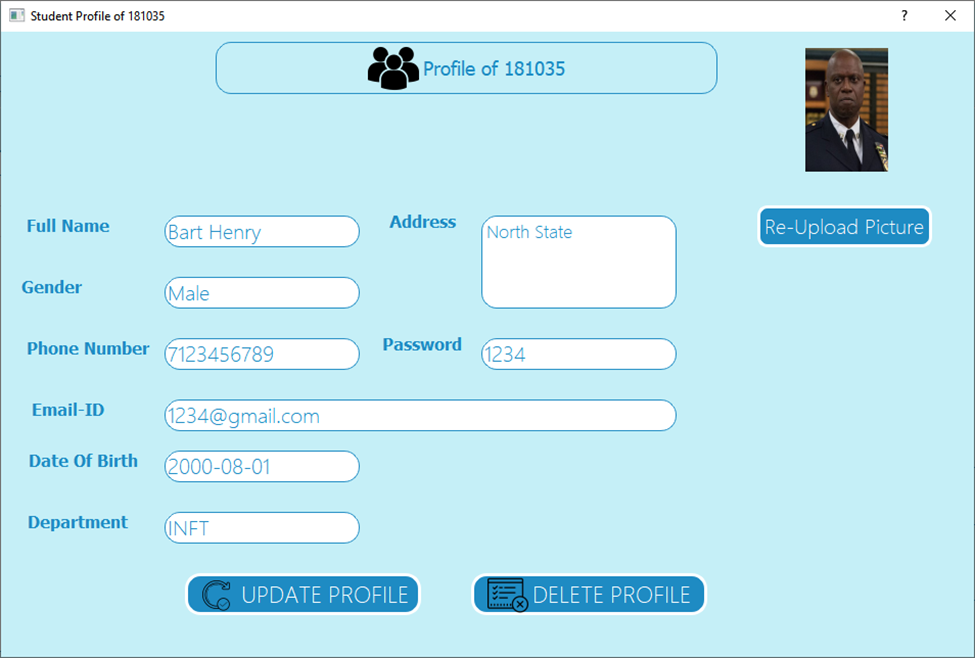 Student Profile of 181035
?
Profile of 181035
Full Name
Bart Henry
Address
North State
Re-Upload Picture
Gender
Male
Phone Number
7123456789
Password
1234
Email-ID
1234@gmail.com
Date Of Birth
2000-08-01
Department
INFT
UPDATE PROFILE
DELETE PROFILE